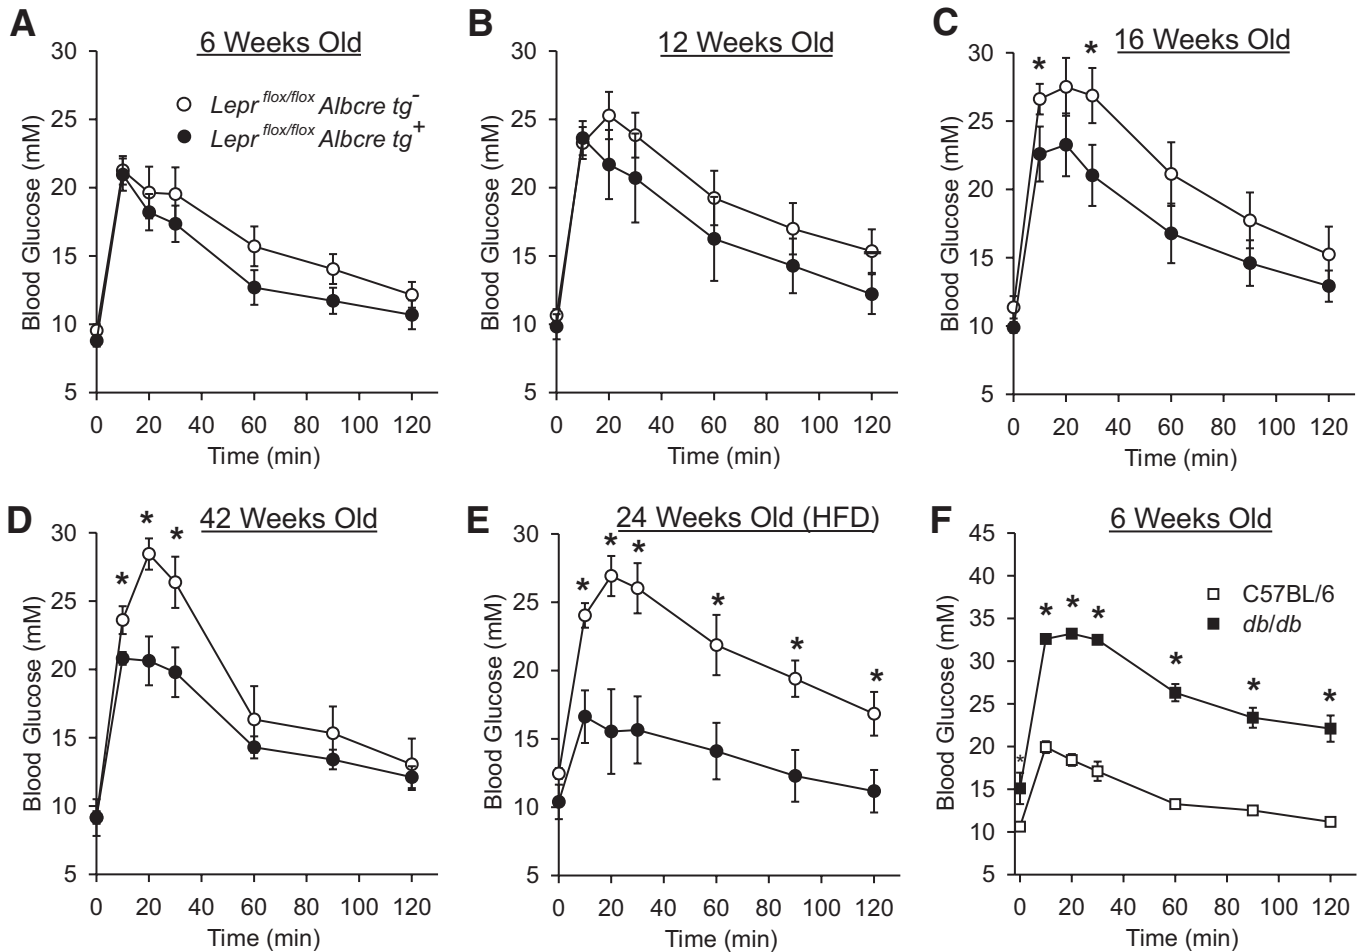 A
6 Weeks Old
30
25
20
15
10
5
Blood Glucose (mM)
Lepr flox/flox Albcre tg-
Lepr flox/flox Albcre tg+
0 20 40 60 80 100 120
Time (min)
B
12 Weeks Old
30
25
20
15
10
5
Blood Glucose (mM)
0 20 40 60 80 100 120
Time (min)
C
16 Weeks Old
30
25
20
15
10
5
Blood Glucose (mM)
* *
0 20 40 60 80 100 120
Time (min)
D
42 Weeks Old
30
25
20
15
10
5
Blood Glucose (mM)
* * *
0 20 40 60 80 100 120
Time (min)
E
24 Weeks Old (HFD)
30
25
20
15
10
5
Blood Glucose (mM)
* * * * * *
0 20 40 60 80 100 120
Time (min)
F
6 Weeks Old
45
40
35
30
25
20
15
10
5
Blood Glucose (mM)
C57BL/6
db/db
* * * * * * *
0 20 40 60 80 100 120
Time (min)